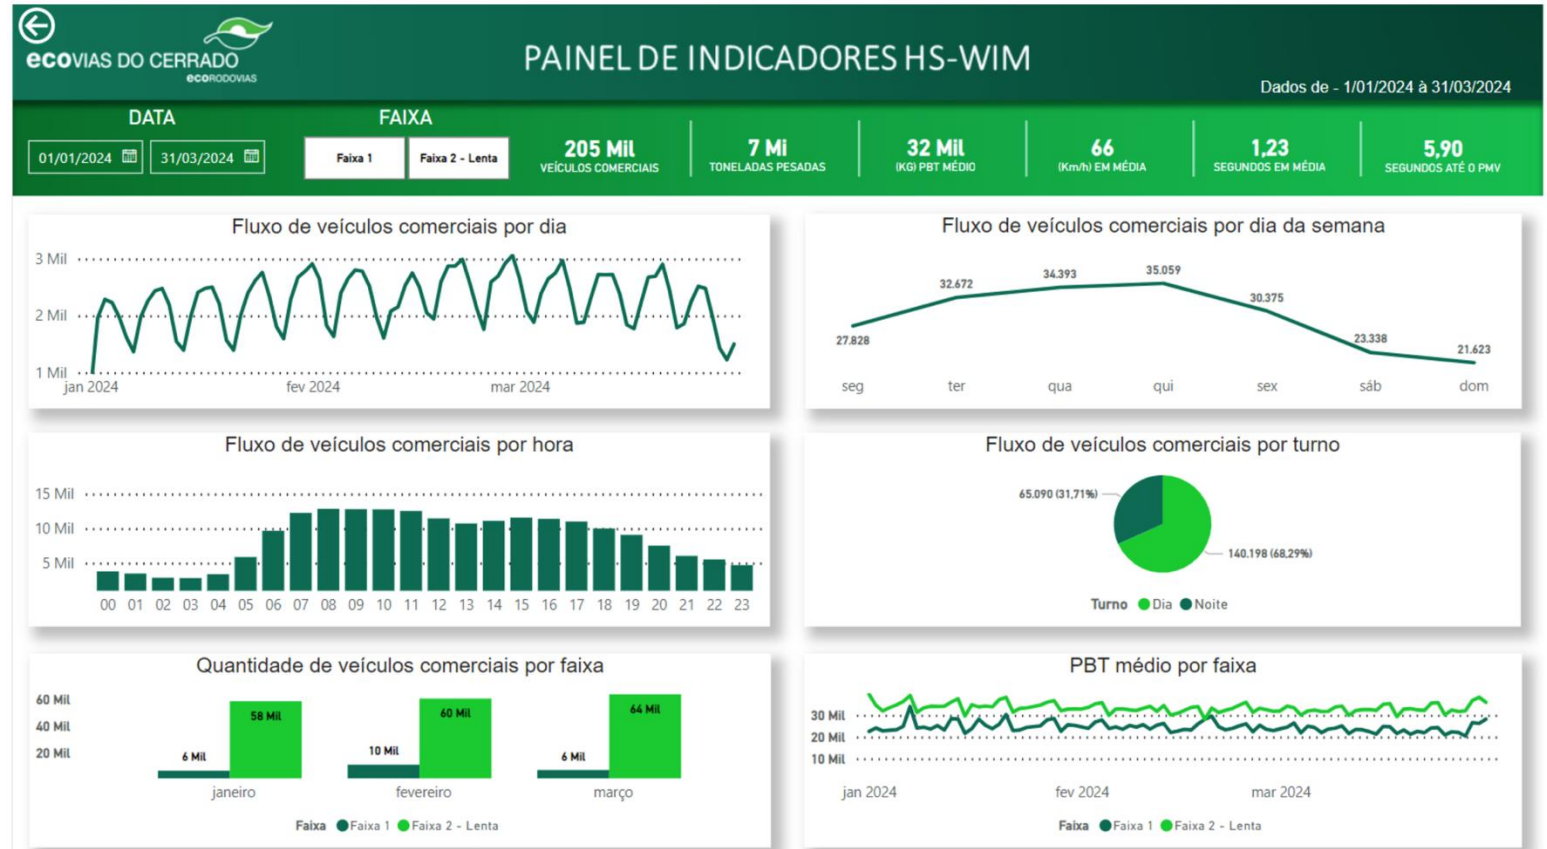 ecoVIAS DO CERRADO
ecoRODOVIAS
PAINEL DE INDICADORES HS-WIM
Dados de - 1/01/2024 à 31/03/2024
DATA
01/01/2024 31/03/2024
FAIXA
Faixa 1 Faixa 2 - Lenta
205 Mil
VEÍCULOS COMERCIAIS
7 Mi
TONELADAS PESADAS
32 Mil
(KG) PBT MÉDIO
66
(Km/h) EM MÉDIA
1,23
SEGUNDOS EM MÉDIA
5,90
SEGUNDOS ATÉ O PMV
Fluxo de veículos comerciais por dia
3 Mil
2 Mil
1 Mil
jan 2024 fev 2024 mar 2024
Fluxo de veículos comerciais por dia da semana
27.828 32.672 34.393 35.059 30.375 23.338 21.623
seg ter qua qui sex sáb dom
Fluxo de veículos comerciais por hora
15 Mil
10 Mil
5 Mil
00 01 02 03 04 05 06 07 08 09 10 11 12 13 14 15 16 17 18 19 20 21 22 23
Fluxo de veículos comerciais por turno
65.090 (31,71%)
140.198 (68,29%)
Turno Dia Noite
Quantidade de veículos comerciais por faixa
60 Mil
40 Mil
20 Mil
6 Mil 58 Mil 10 Mil 60 Mil 6 Mil 64 Mil
janeiro fevereiro março
Faixa Faixa 1 Faixa 2 - Lenta
PBT médio por faixa
30 Mil
20 Mil
10 Mil
jan 2024 fev 2024 mar 2024
Faixa Faixa 1 Faixa 2 - Lenta